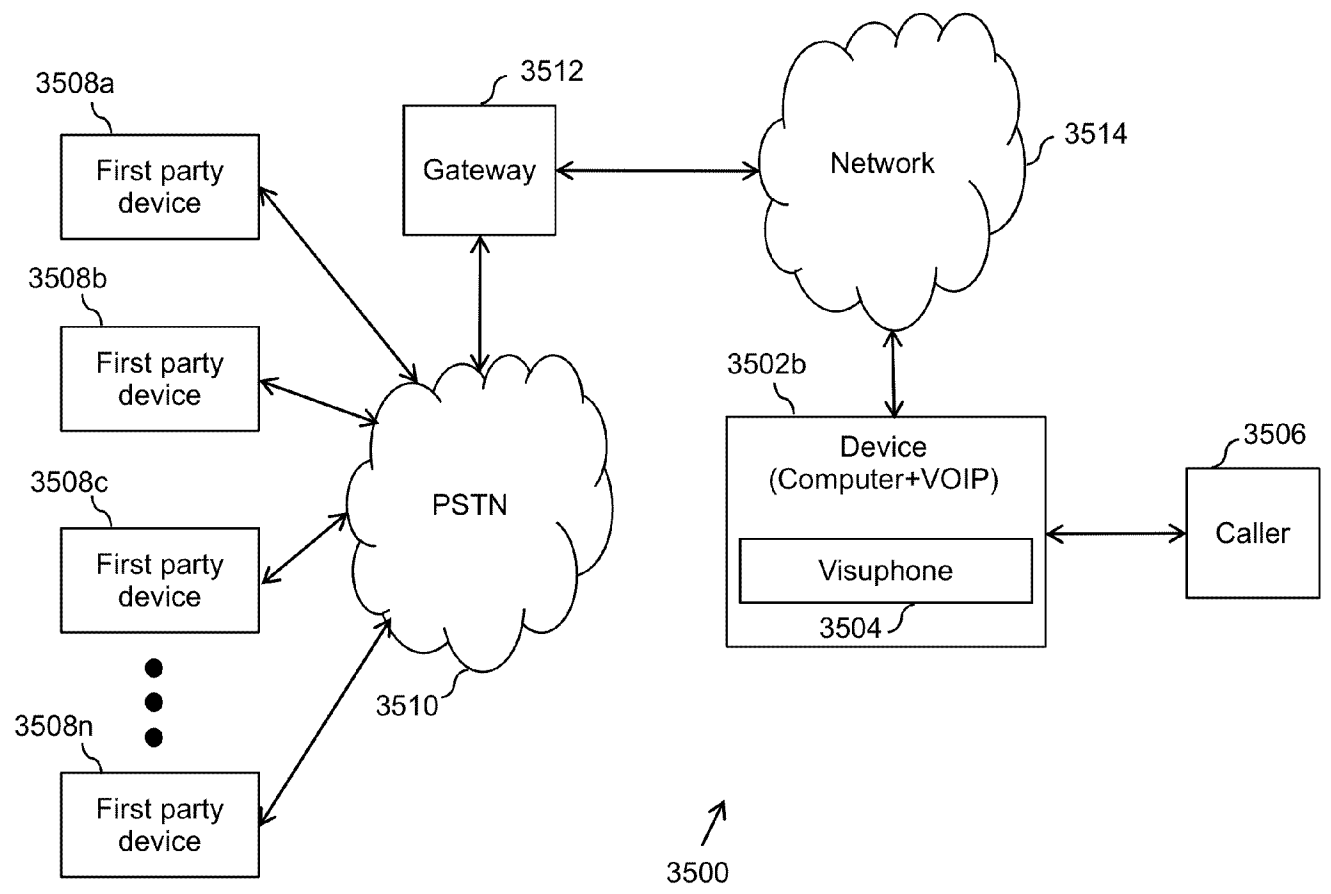 3508a
First party
device
3512
Gateway
Network
3514
3508b
First party
device
3502b
Device
(Computer+VOIP)
Visuphone
3504
3506
Caller
3508c
First party
device
PSTN
3510
3508n
First party
device
3500